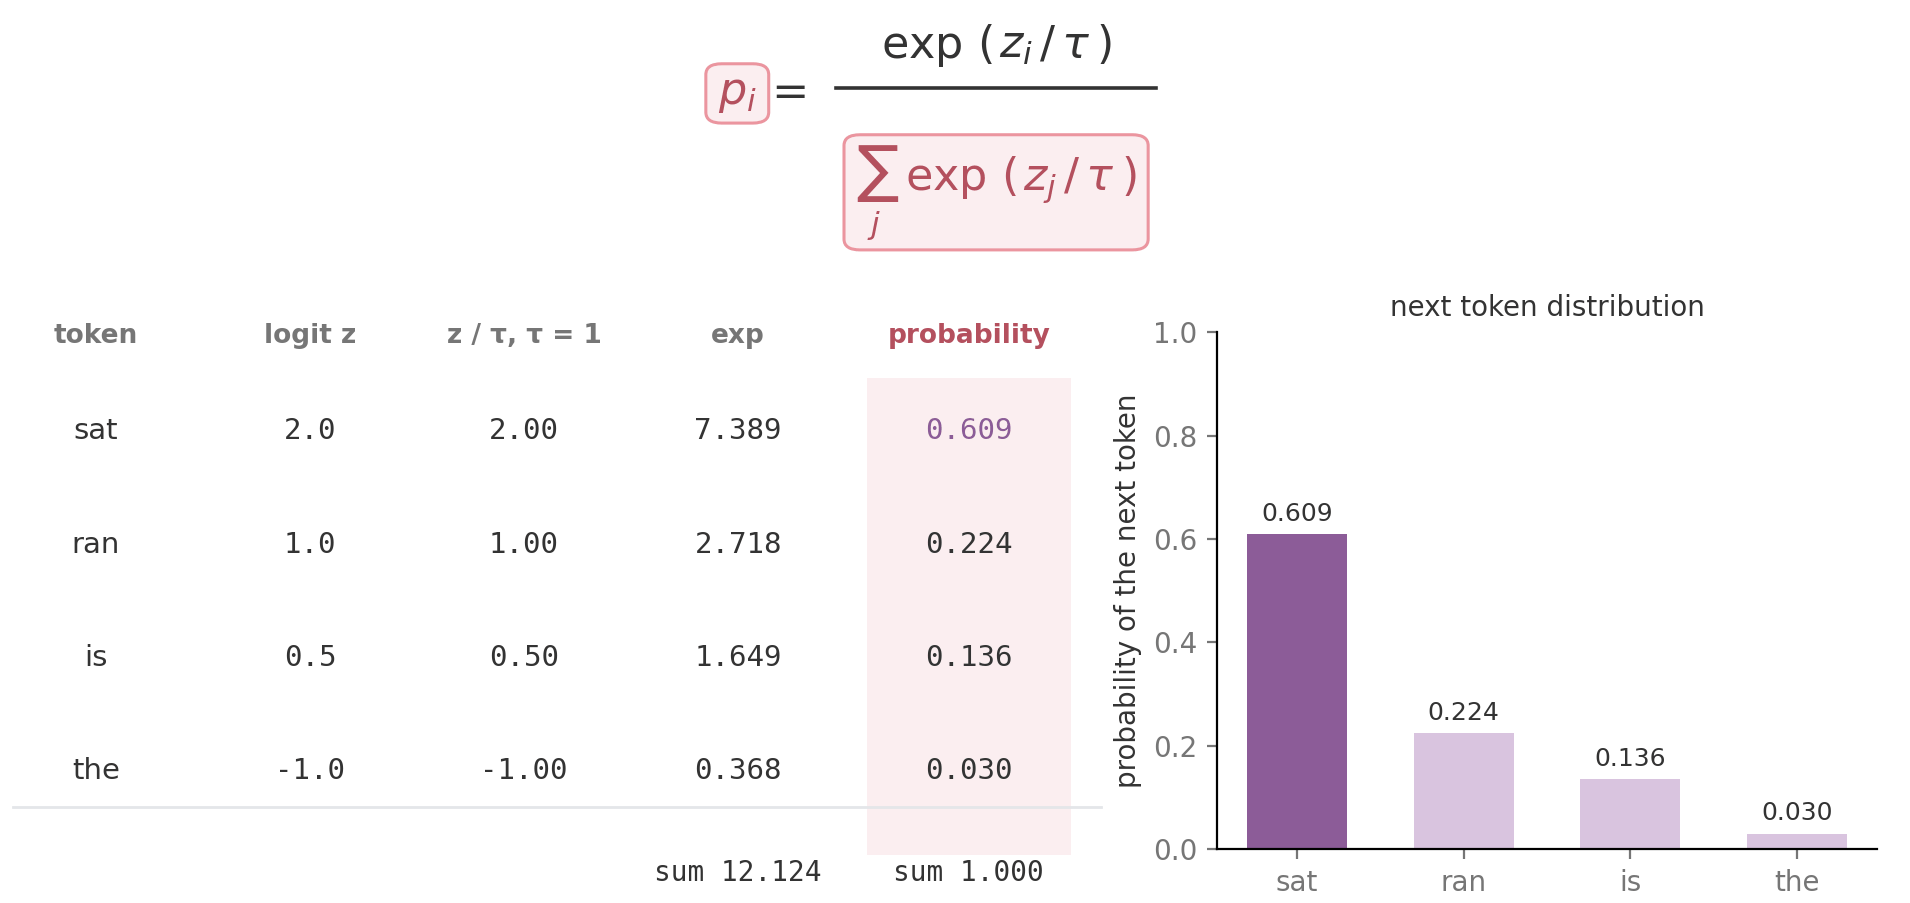 exp (z_i / τ)
p_i =
∑_j exp (z_j / τ)
token logit z z / τ, τ = 1 exp probability
sat 2.0 2.00 7.389 0.609
ran 1.0 1.00 2.718 0.224
is 0.5 0.50 1.649 0.136
the -1.0 -1.00 0.368 0.030
sum 12.124 sum 1.000
next token distribution
probability of the next token
1.0
0.8
0.6
0.4
0.2
0.0
0.609
0.224
0.136
0.030
sat ran is the